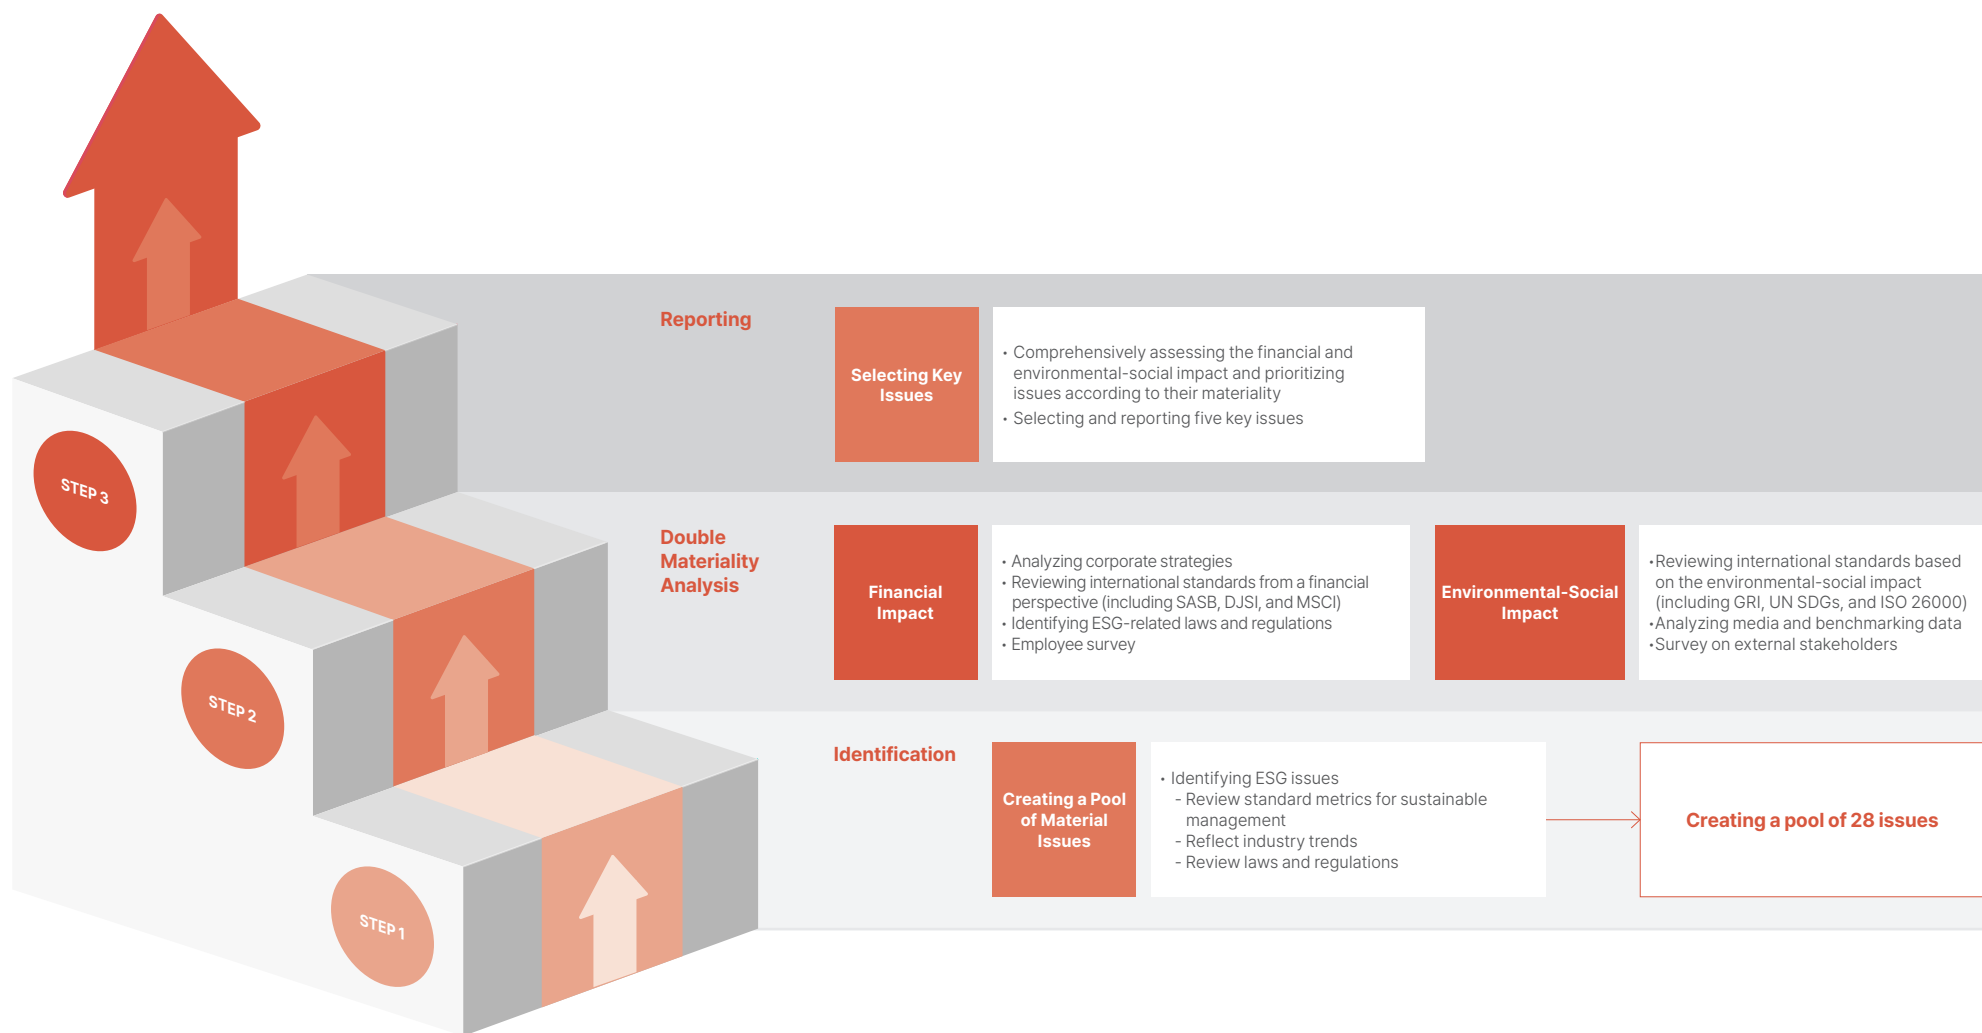 Reporting
Selecting Key
Issues
• Comprehensively assessing the financial and
environmental-social impact and prioritizing
issues according to their materiality
• Selecting and reporting five key issues
STEP 3
Double
Materiality
Analysis
Financial
Impact
• Analyzing corporate strategies
• Reviewing international standards from a financial
perspective (including SASB, DJSI, and MSCI)
• Identifying ESG-related laws and regulations
• Employee survey
Environmental-Social
Impact
•Reviewing international standards based
on the environmental-social impact
(including GRI, UN SDGs, and ISO 26000)
•Analyzing media and benchmarking data
•Survey on external stakeholders
STEP 2
Identification
Creating a Pool
of Material
Issues
• Identifying ESG issues
- Review standard metrics for sustainable
management
- Reflect industry trends
- Review laws and regulations
Creating a pool of 28 issues
STEP 1